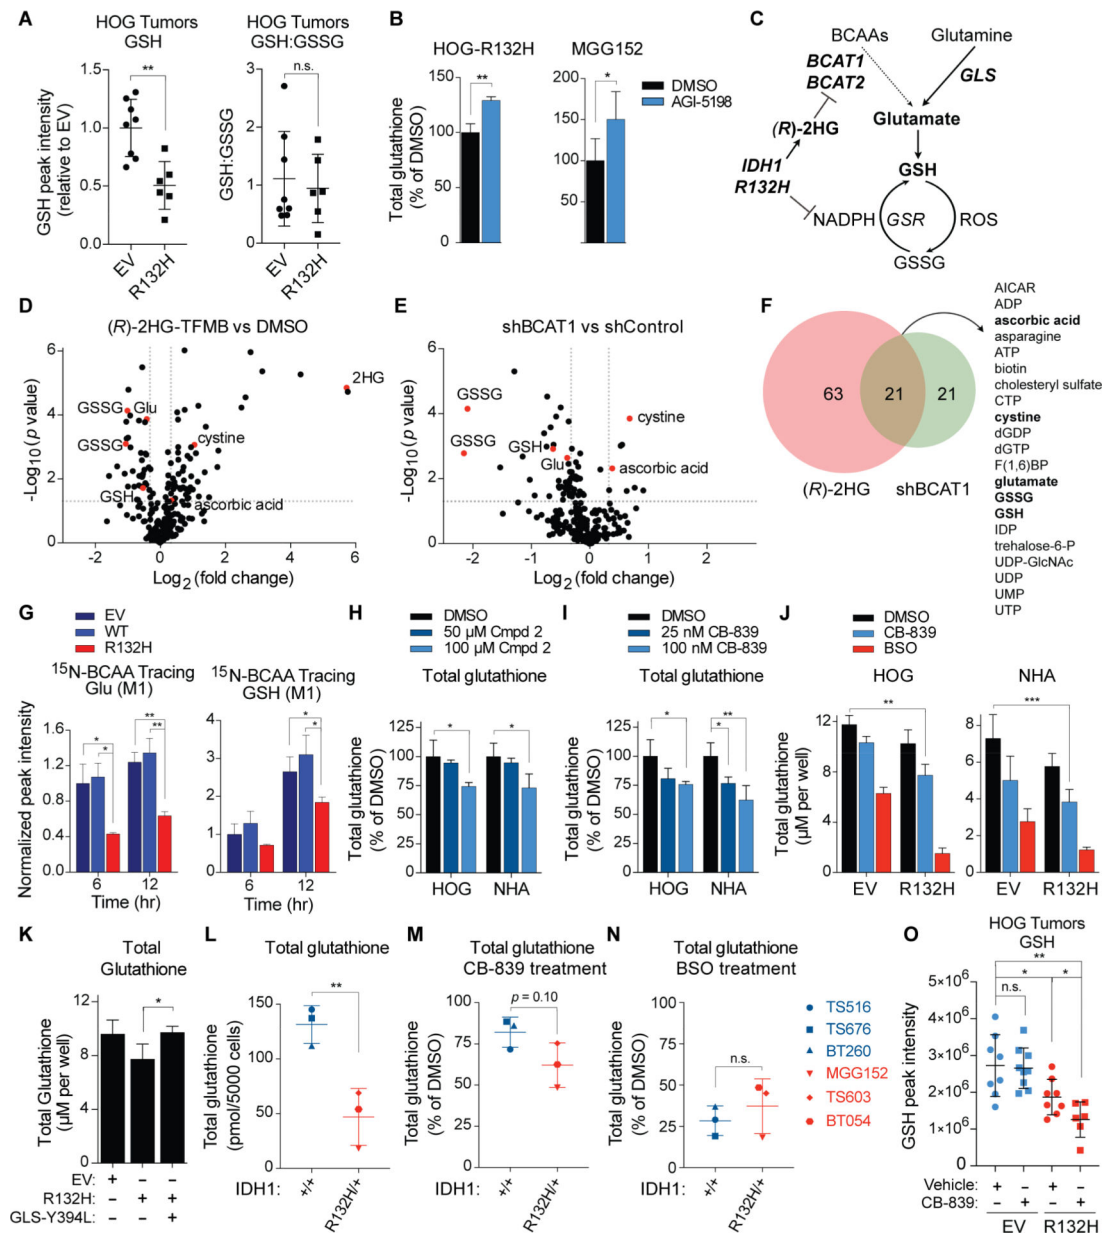 A
HOG Tumors
GSH
GSH peak intensity
(relative to EV)
1.5
1.0
0.5
0.0
**
EV
R132H
HOG Tumors
GSH:GSSG
GSH:GSSG
3
2
1
0
n.s.
EV
R132H
B
HOG-R132H
Total glutathione
(% of DMSO)
150
100
50
0
**
MGG152
200
150
100
50
0
*
DMSO
AGI-5198
C
BCAAs
Glutamine
BCAT1
BCAT2
GLS
Glutamate
(R)-2HG
IDH1
R132H
GSH
NADPH
GSR
ROS
GSSG
D
(R)-2HG-TFMB vs DMSO
-Log10(p value)
6
4
2
0
2HG
GSSG
Glu
GSSG
cystine
GSH
ascorbic acid
-2
0
2
4
6
Log2(fold change)
E
shBCAT1 vs shControl
6
4
2
0
GSSG
cystine
GSSG
GSH
Glu
ascorbic acid
-2
-1
0
1
2
Log2(fold change)
F
63
21
21
(R)-2HG
shBCAT1
AICAR
ADP
ascorbic acid
asparagine
ATP
biotin
cholesteryl sulfate
CTP
cystine
dGDP
dGTP
F(1,6)BP
glutamate
GSSG
GSH
IDP
trehalose-6-P
UDP-GlcNAc
UDP
UMP
UTP
G
EV
WT
R132H
15N-BCAA Tracing
Glu (M1)
Normalized peak intensity
1.6
1.2
0.8
0.4
0.0
*
*
**
**
6
12
Time (hr)
15N-BCAA Tracing
GSH (M1)
4
3
2
1
0
*
*
6
12
Time (hr)
H
DMSO
50 µM Cmpd 2
100 µM Cmpd 2
Total glutathione
Total glutathione
(% of DMSO)
125
100
75
50
25
0
*
*
HOG
NHA
I
DMSO
25 nM CB-839
100 nM CB-839
Total glutathione
Total glutathione
(% of DMSO)
125
100
75
50
25
0
*
**
*
HOG
NHA
J
DMSO
CB-839
BSO
HOG
Total glutathione
(µM per well)
12
8
4
0
**
EV
R132H
NHA
8
6
4
2
0
***
EV
R132H
K
Total
Glutathione
Total Glutathione
(µM per well)
12
8
4
0
*
EV: + – –
R132H: – + +
GLS-Y394L: – – +
L
Total glutathione
Total glutathione
(pmol/5000 cells)
150
100
50
0
**
IDH1: +/+ R132H/+
M
Total glutathione
CB-839 treatment
Total glutathione
(% of DMSO)
100
75
50
25
0
p = 0.10
IDH1: +/+ R132H/+
N
Total glutathione
BSO treatment
Total glutathione
(% of DMSO)
100
75
50
25
0
n.s.
IDH1: +/+ R132H/+
TS516
TS676
BT260
MGG152
TS603
BT054
O
HOG Tumors
GSH
GSH peak intensity
5×10^6
4×10^6
3×10^6
2×10^6
1×10^6
0
**
*
*
n.s.
Vehicle: + – + –
CB-839: – + – +
EV
R132H